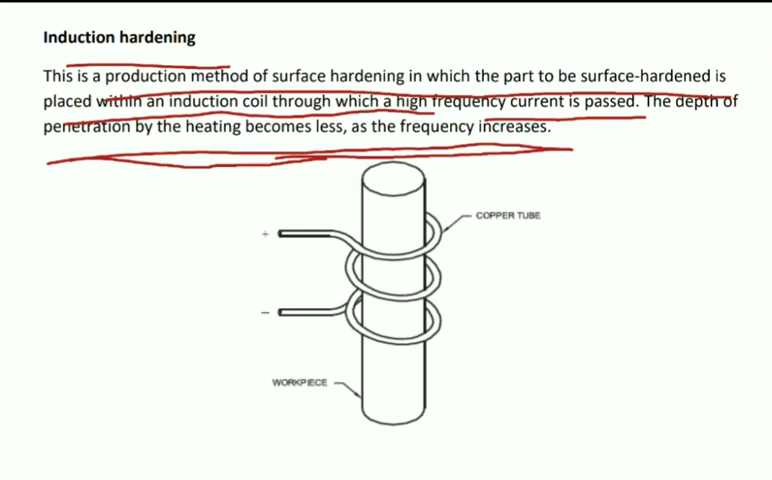 Induction hardening
This is a production method of surface hardening in which the part to be surface-hardened is
placed within an induction coil through which a high frequency current is passed. The depth of
penetration by the heating becomes less, as the frequency increases.
COPPER TUBE
+
−
WORKPIECE